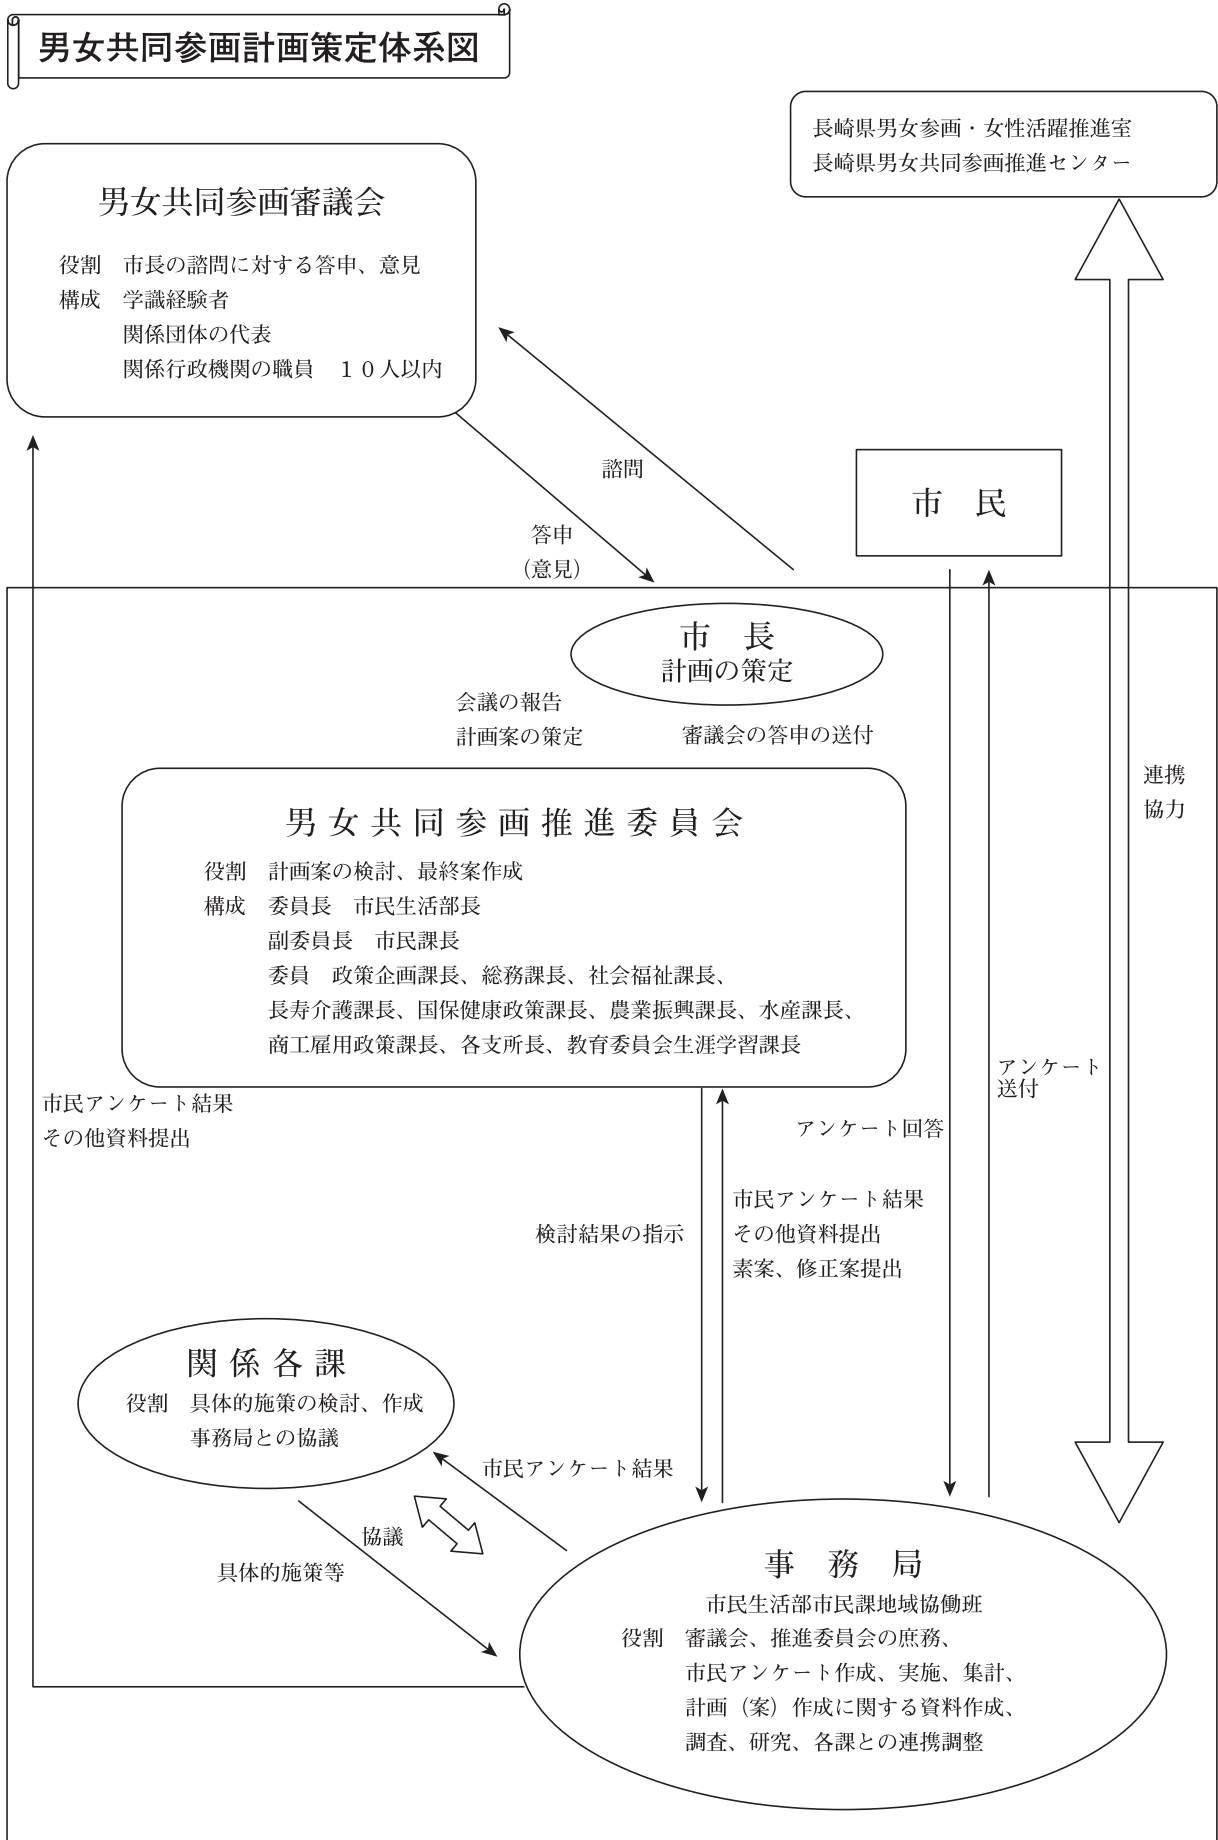 男女共同参画計画策定体系図
長崎県男女参画・女性活躍推進室
長崎県男女共同参画推進センター
男女共同参画審議会
役割　市長の諮問に対する答申、意見
構成　学識経験者
関係団体の代表
関係行政機関の職員　１０人以内
諮問
答申
（意見）
市　民
市　長
計画の策定
会議の報告
計画案の策定
審議会の答申の送付
連携
協力
男女共同参画推進委員会
役割　計画案の検討、最終案作成
構成　委員長　市民生活部長
副委員長　市民課長
委員　政策企画課長、総務課長、社会福祉課長、
長寿介護課長、国保健康政策課長、農業振興課長、水産課長、
商工雇用政策課長、各支所長、教育委員会生涯学習課長
市民アンケート結果
その他資料提出
アンケート
送付
アンケート回答
検討結果の指示
市民アンケート結果
その他資料提出
素案、修正案提出
関係各課
役割　具体的施策の検討、作成
事務局との協議
市民アンケート結果
協議
具体的施策等
事　務　局
市民生活部市民課地域協働班
役割　審議会、推進委員会の庶務、
市民アンケート作成、実施、集計、
計画（案）作成に関する資料作成、
調査、研究、各課との連携調整